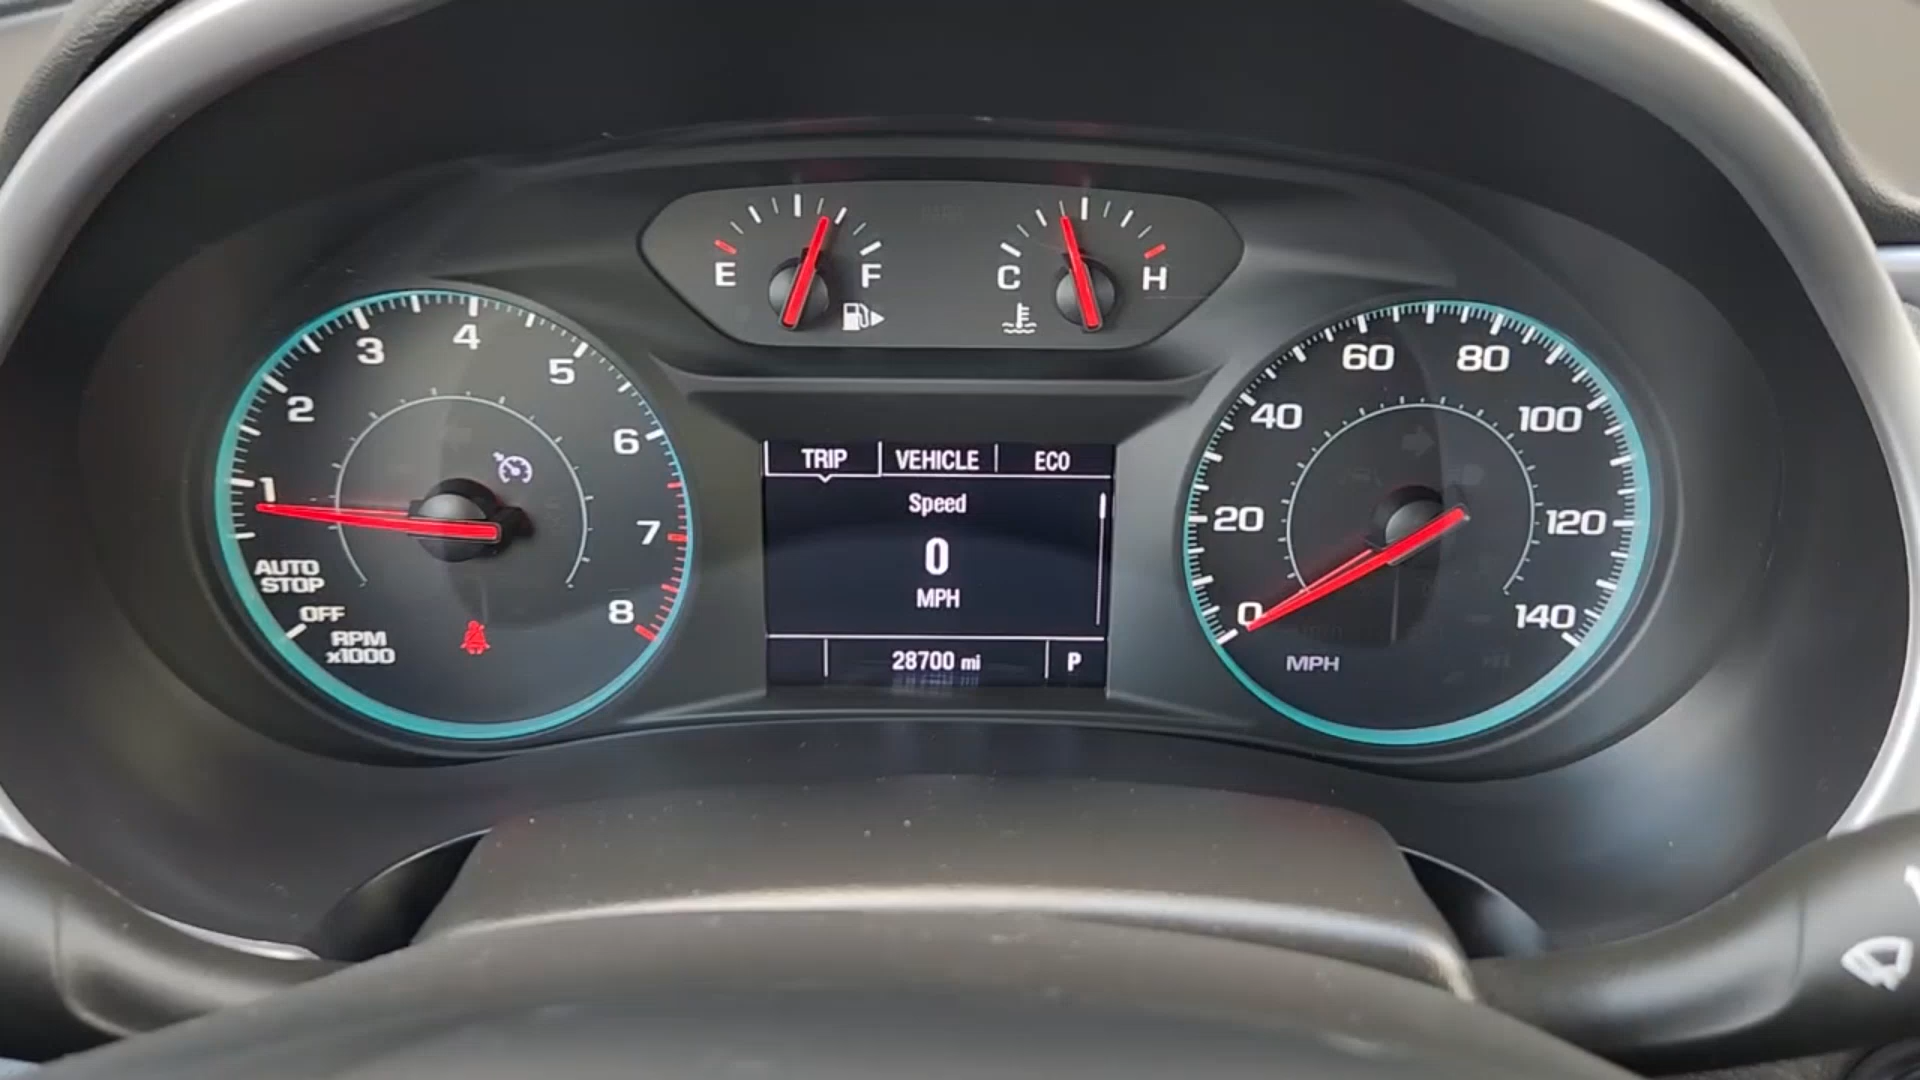 E F
C H
1 2 3 4 5 6 7 8
AUTO
STOP
OFF
RPM
x1000
TRIP VEHICLE ECO
Speed
0
MPH
28700 mi P
0 20 40 60 80 100 120 140
MPH